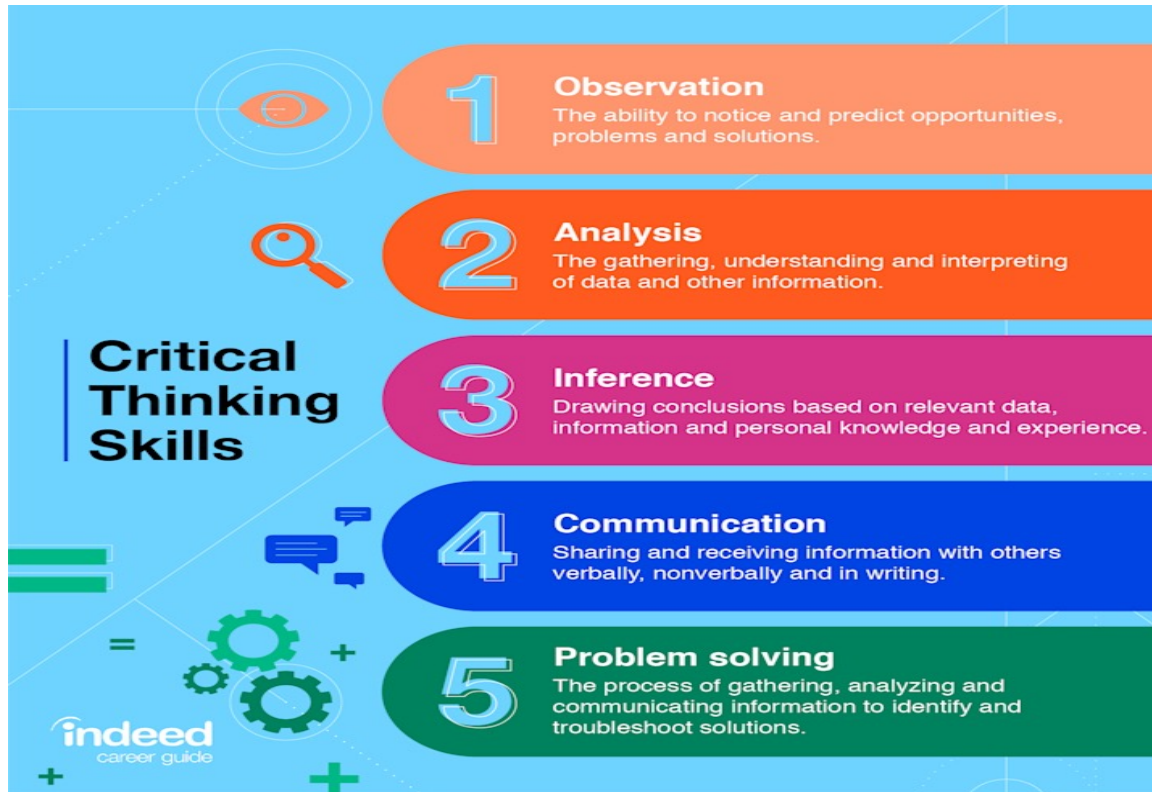 1
Observation
The ability to notice and predict opportunities,
problems and solutions.
2
Analysis
The gathering, understanding and interpreting
of data and other information.
Critical
Thinking
Skills
3
Inference
Drawing conclusions based on relevant data,
information and personal knowledge and experience.
4
Communication
Sharing and receiving information with others
verbally, nonverbally and in writing.
5
Problem solving
The process of gathering, analyzing and
communicating information to identify and
troubleshoot solutions.
indeed
career guide